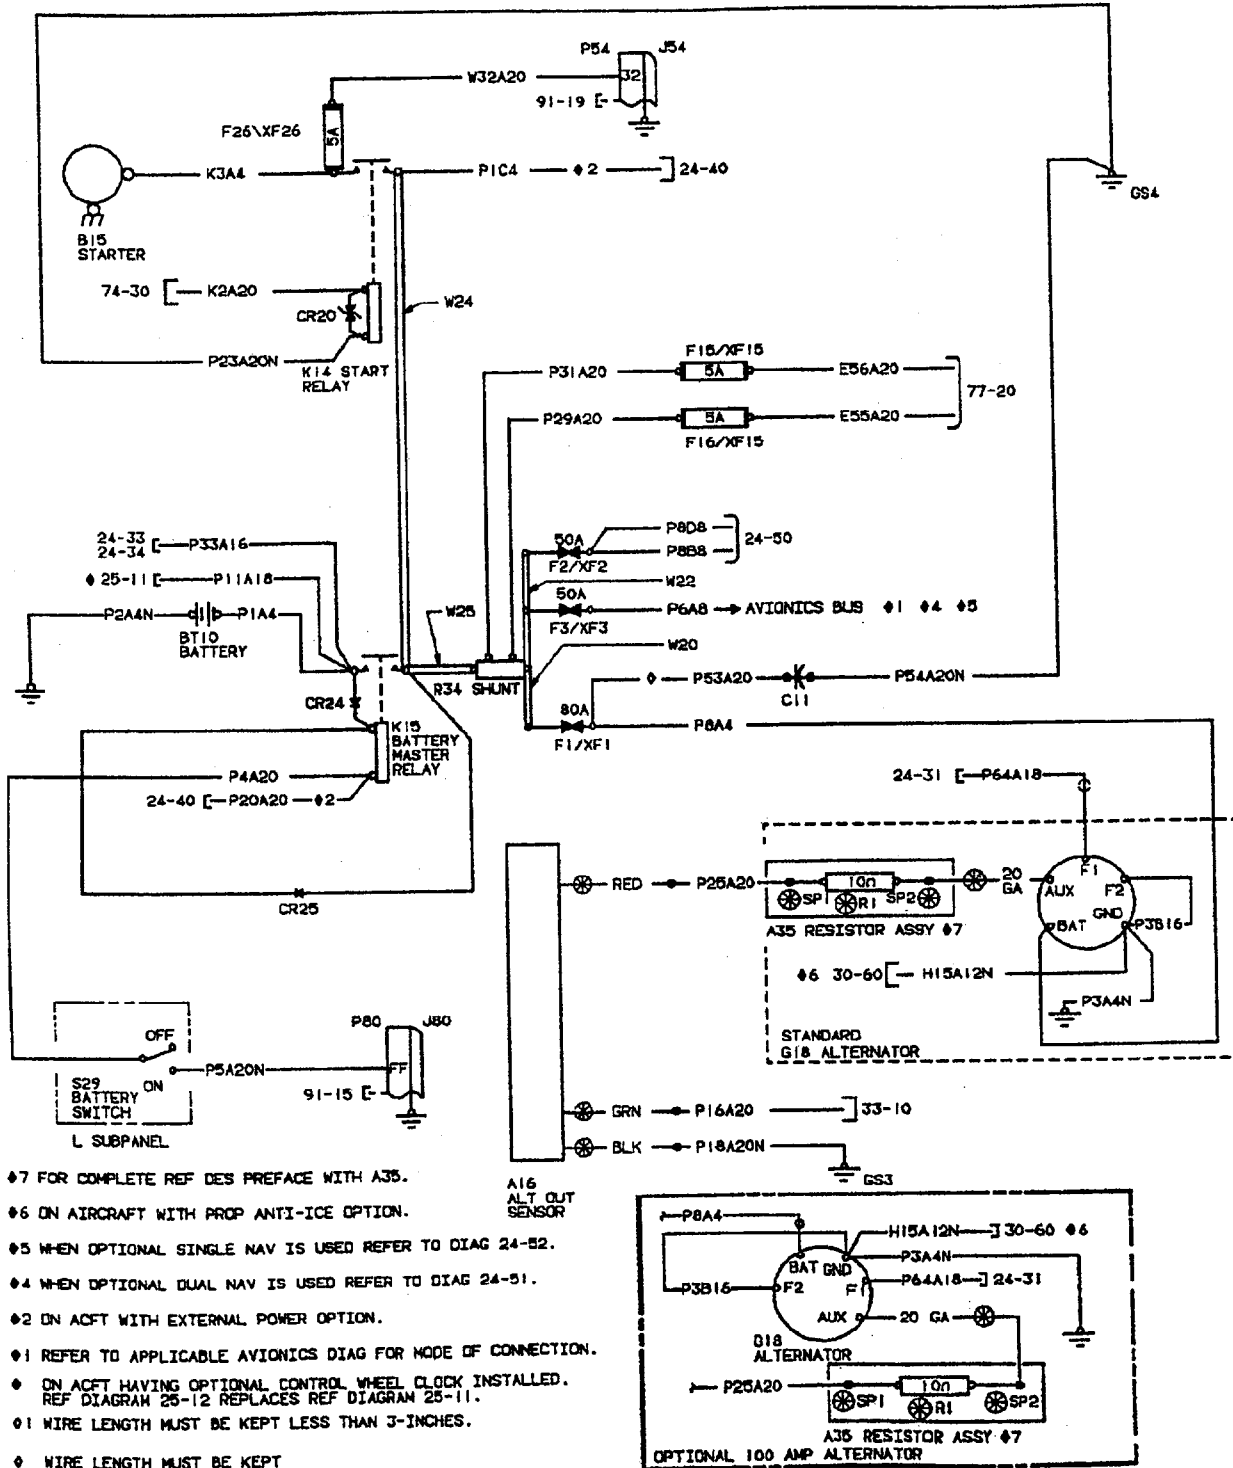 P54 J54
W32A20
32
91-19
F26\XF26
5A
K3A4
P1C4 ♦2 24-40
GS4
B15
STARTER
74-30 K2A20
CR20
W24
P23A20N
K14 START
RELAY
F15/XF15
P31A20 5A E56A20
77-20
P29A20 5A E55A20
F16/XF15
24-33
24-34
P33A16
P8D8
50A
24-50
P8B8
F2/XF2
♦ 25-11 P11A18
W22
50A
P2A4N P1A4
W25
P6A8 AVIONICS BUS ♦1 ♦4 ♦5
F3/XF3
BT10
BATTERY
W20
R34 SHUNT
CR24
◊ P53A20 P54A20N
C11
80A
P8A4
F1/XF1
K15
BATTERY
MASTER
RELAY
P4A20
24-40 P20A20 ♦2
24-31 P64A18
CR25
RED P25A20 10Ω 20
GA
SP1 R1 SP2
A35 RESISTOR ASSY ♦7
F1
AUX F2
GND
BAT P3B16
♦6 30-60 H15A12N
P3A4N
STANDARD
G18 ALTERNATOR
OFF
ON
S29
BATTERY
SWITCH
L SUBPANEL
P5A20N
P80 J80
FF
91-15
GRN P16A20 33-10
BLK P18A20N
GS3
A16
ALT OUT
SENSOR
♦7 FOR COMPLETE REF DES PREFACE WITH A35.
♦6 ON AIRCRAFT WITH PROP ANTI-ICE OPTION.
♦5 WHEN OPTIONAL SINGLE NAV IS USED REFER TO DIAG 24-52.
♦4 WHEN OPTIONAL DUAL NAV IS USED REFER TO DIAG 24-51.
♦2 ON ACFT WITH EXTERNAL POWER OPTION.
♦1 REFER TO APPLICABLE AVIONICS DIAG FOR MODE OF CONNECTION.
♦ ON ACFT HAVING OPTIONAL CONTROL WHEEL CLOCK INSTALLED.
REF DIAGRAM 25-12 REPLACES REF DIAGRAM 25-11.
◊1 WIRE LENGTH MUST BE KEPT LESS THAN 3-INCHES.
◊ WIRE LENGTH MUST BE KEPT
P8A4
H15A12N 30-60 ♦6
BAT GND P3A4N
P3B16 F2 F1 P64A18 24-31
AUX 20 GA
G18
ALTERNATOR
P25A20 10Ω
SP1 R1 SP2
A35 RESISTOR ASSY ♦7
OPTIONAL 100 AMP ALTERNATOR